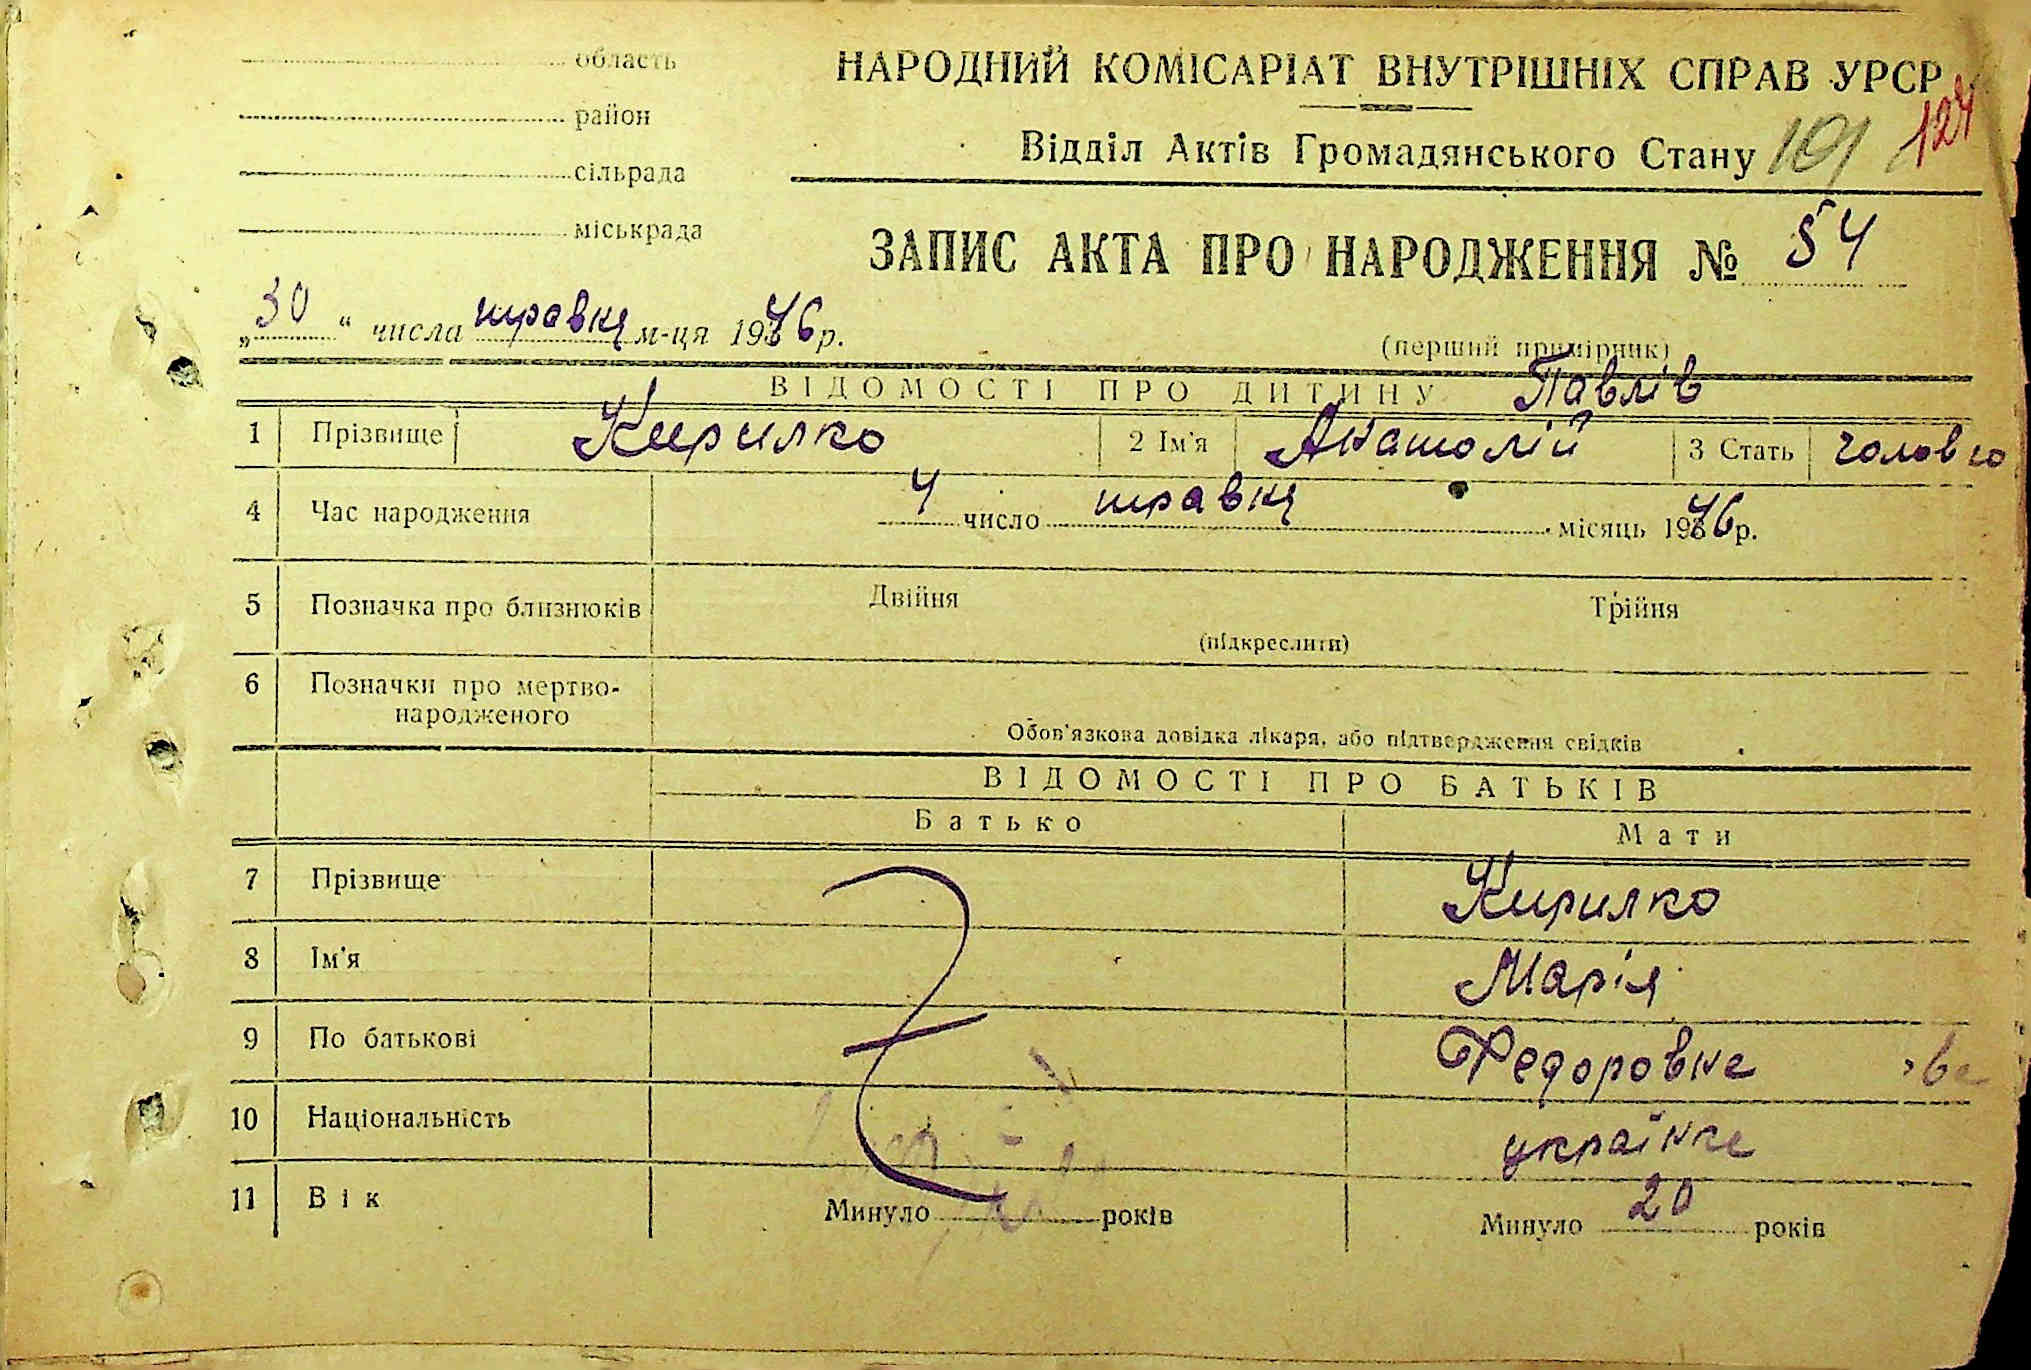 область
район
сільрада
міськрада
НАРОДНИЙ КОМІСАРІАТ ВНУТРІШНІХ СПРАВ УРСР
Відділ Актів Громадянського Стану 101 124
ЗАПИС АКТА ПРО НАРОДЖЕННЯ № 54
„30“ числа травня м-ця 1946 р.
(перший примірник)
ВІДОМОСТІ ПРО ДИТИНУ Павлів
1 Прізвище Кирилко 2 Ім'я Анатолій 3 Стать чолов
4 Час народження 4 число травня місяць 1946 р.
5 Позначка про близнюків Двійня Трійня
(підкреслити)
6 Позначки про мертво-
народженого
Обов'язкова довідка лікаря, або підтвердження свідків
ВІДОМОСТІ ПРО БАТЬКІВ
Батько Мати
7 Прізвище Кирилко
8 Ім'я Марія
9 По батькові Федоровна
10 Національність українка
11 Вік Минуло років Минуло 20 років